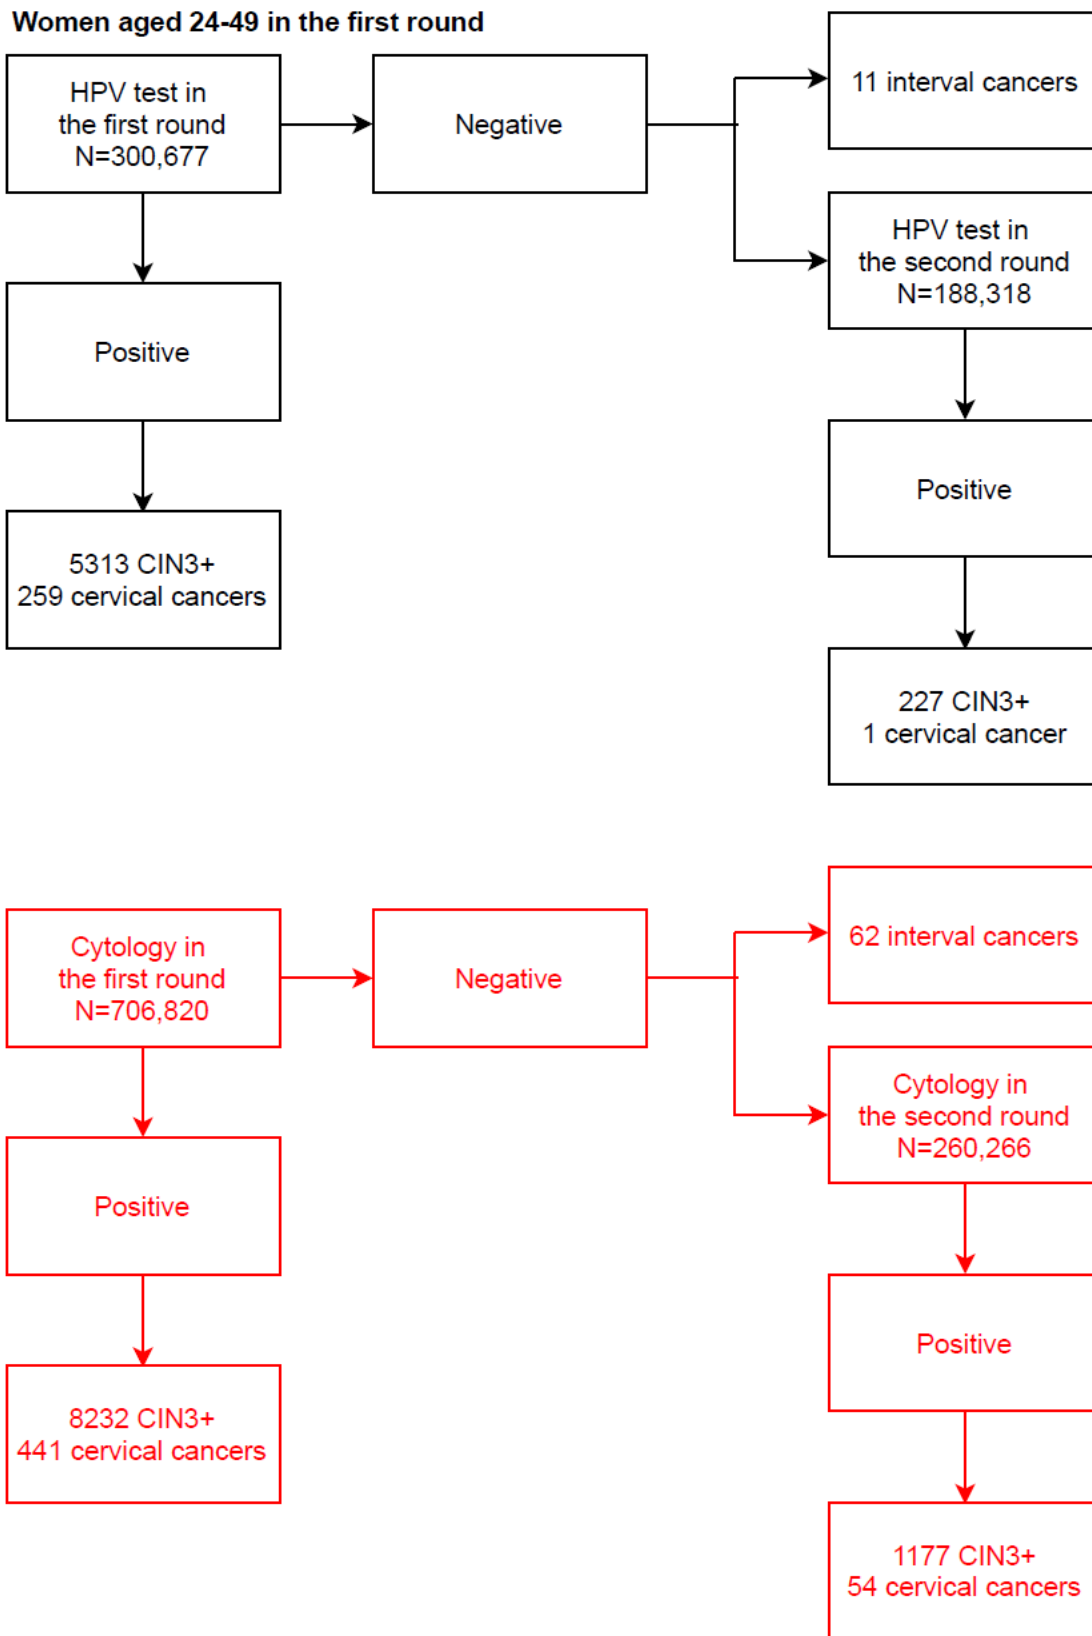 Women aged 24-49 in the first round
HPV test in
the first round
N=300,677
Negative
11 interval cancers
HPV test in
the second round
N=188,318
Positive
Positive
5313 CIN3+
259 cervical cancers
227 CIN3+
1 cervical cancer
Cytology in
the first round
N=706,820
Negative
62 interval cancers
Cytology in
the second round
N=260,266
Positive
Positive
8232 CIN3+
441 cervical cancers
1177 CIN3+
54 cervical cancers